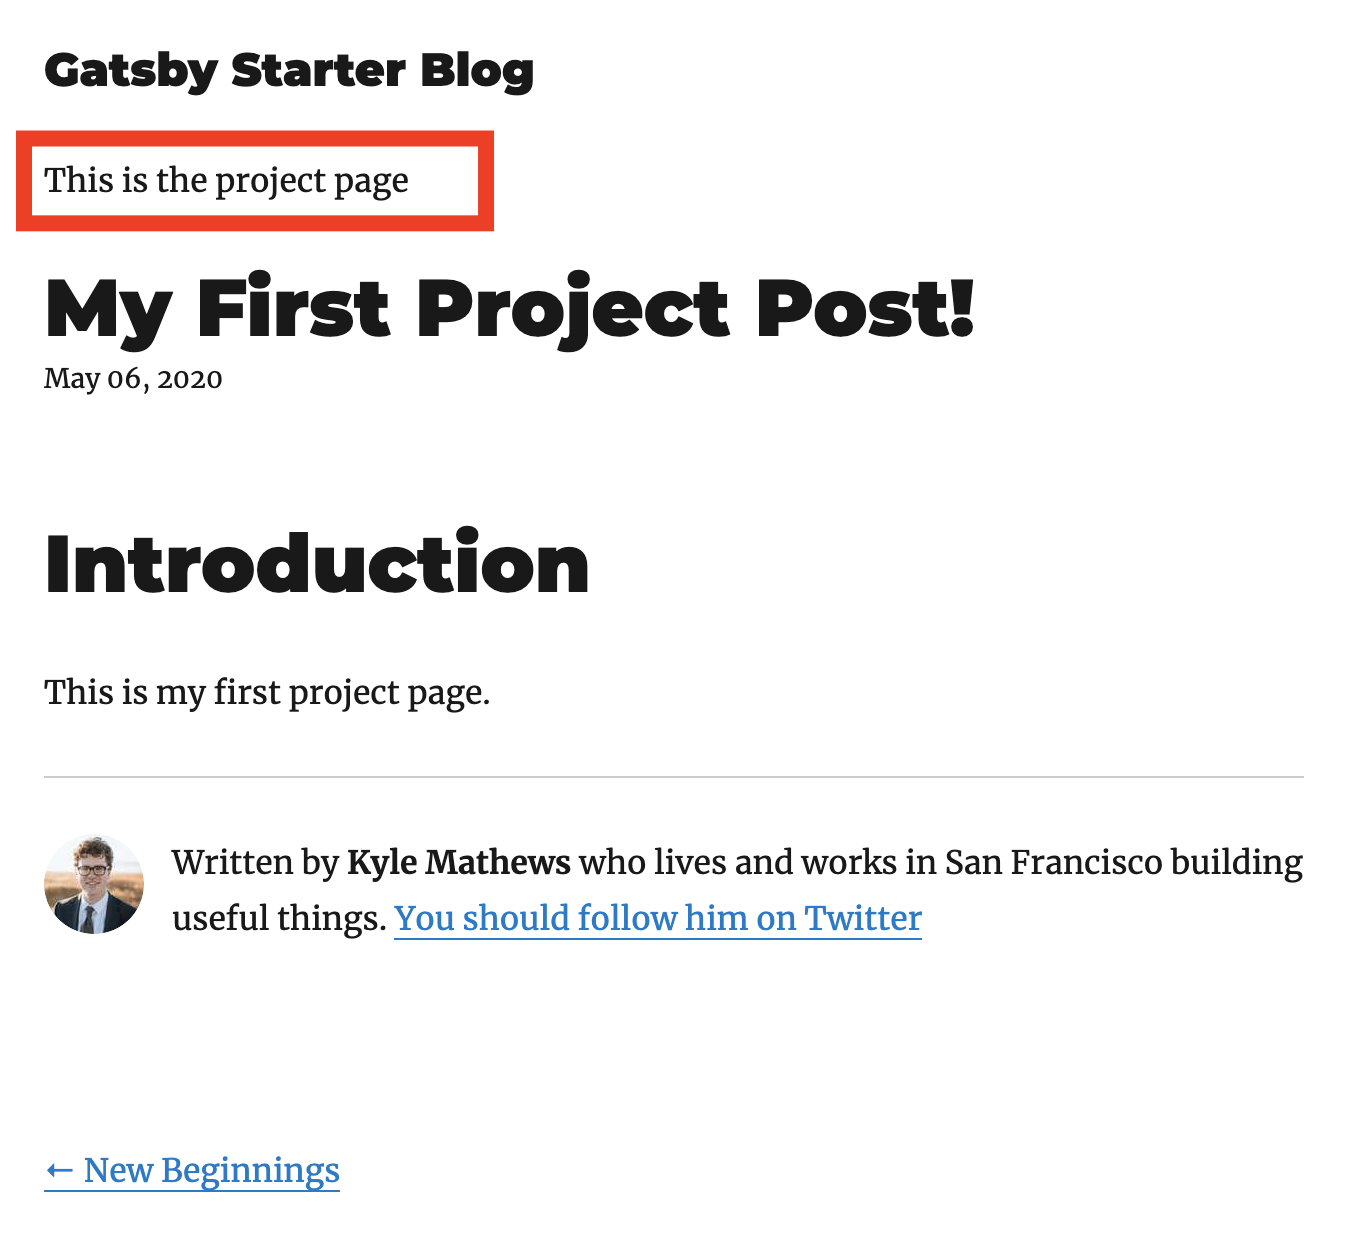 Gatsby Starter Blog
This is the project page
My First Project Post!
May 06, 2020
Introduction
This is my first project page.
Written by Kyle Mathews who lives and works in San Francisco building
useful things. You should follow him on Twitter
← New Beginnings